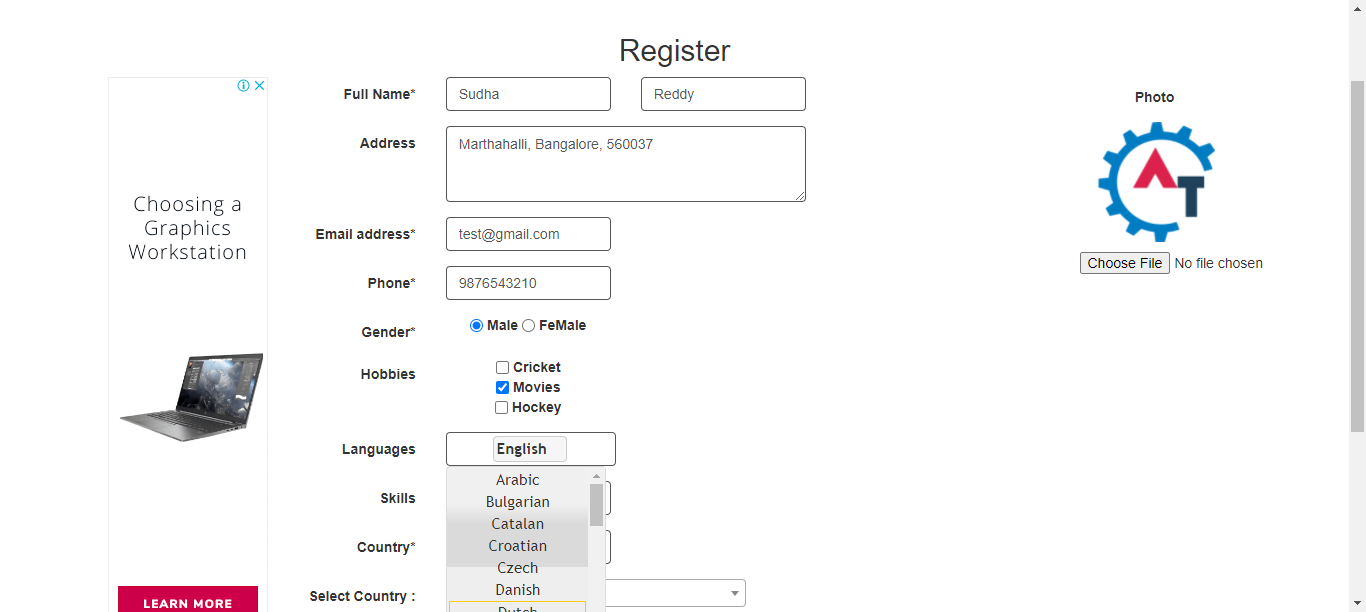 Register
Full Name*
Sudha
Reddy
Address
Marthahalli, Bangalore, 560037
Email address*
test@gmail.com
Phone*
9876543210
Gender*
Male
FeMale
Hobbies
Cricket
Movies
Hockey
Languages
English
Arabic
Bulgarian
Catalan
Croatian
Czech
Danish
Dutch
Skills
Country*
Select Country :
Photo
AT
Choose File No file chosen
Choosing a
Graphics
Workstation
LEARN MORE